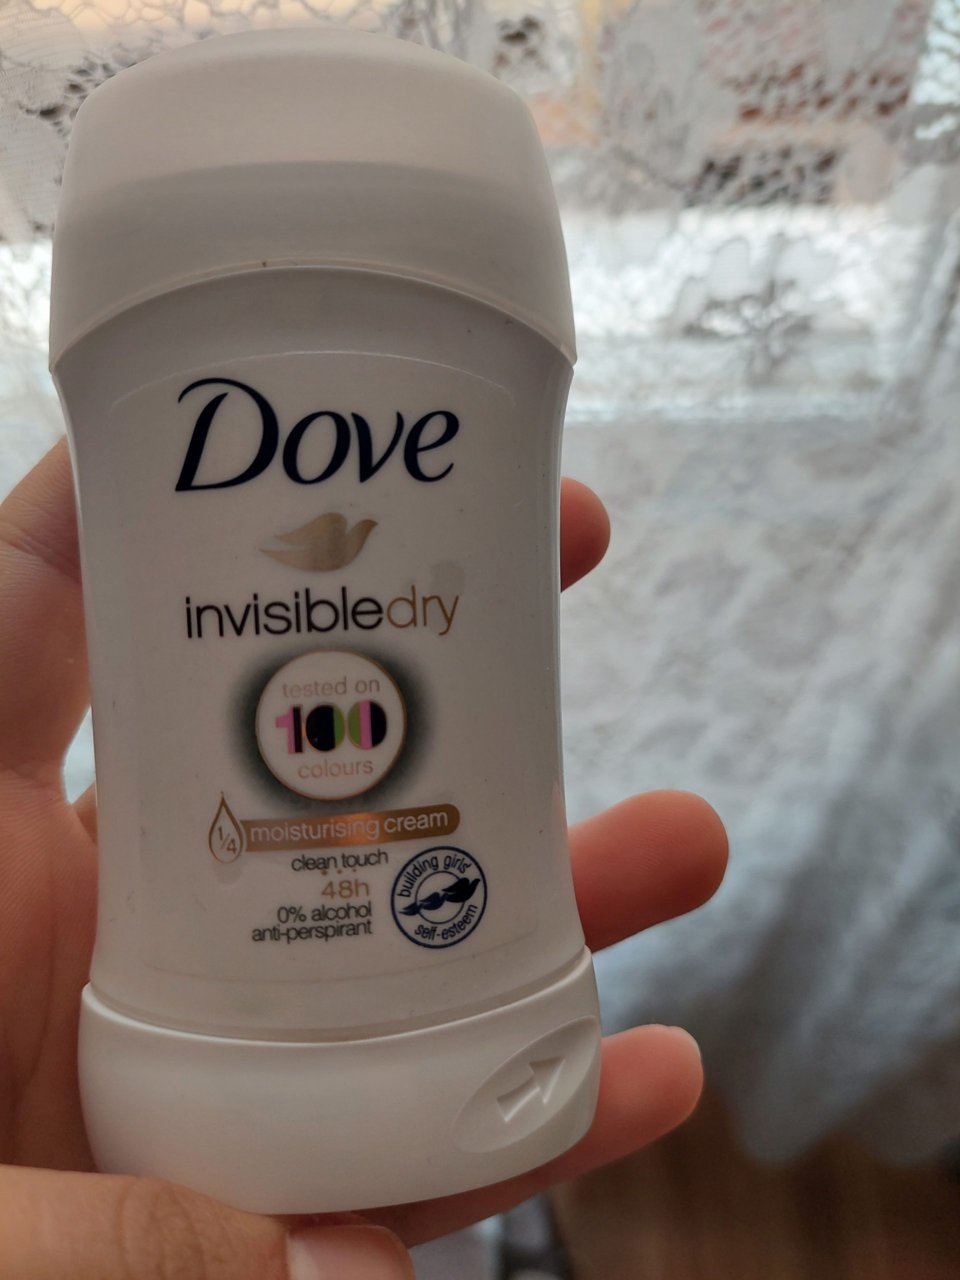 Dove
invisibledry
tested on
100
colours
1/4 moisturising cream
clean touch
48h
0% alcohol
anti-perspirant
building girls'
self-esteem